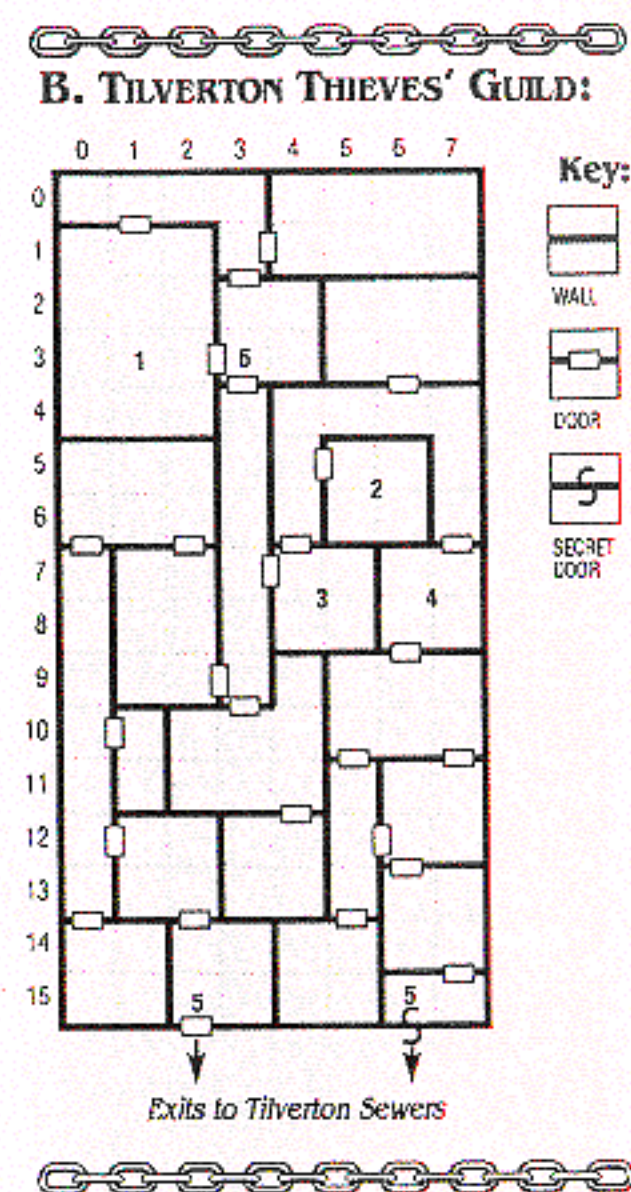 B. TILVERTON THIEVES' GUILD:
0 1 2 3 4 5 6 7
Key:
0
1
WALL
2
3 1 6
4
DOOR
5
2
6
SECRET
DOOR
7
3 4
8
9
10
11
12
13
14
15
5 5
Exits to Tilverton Sewers